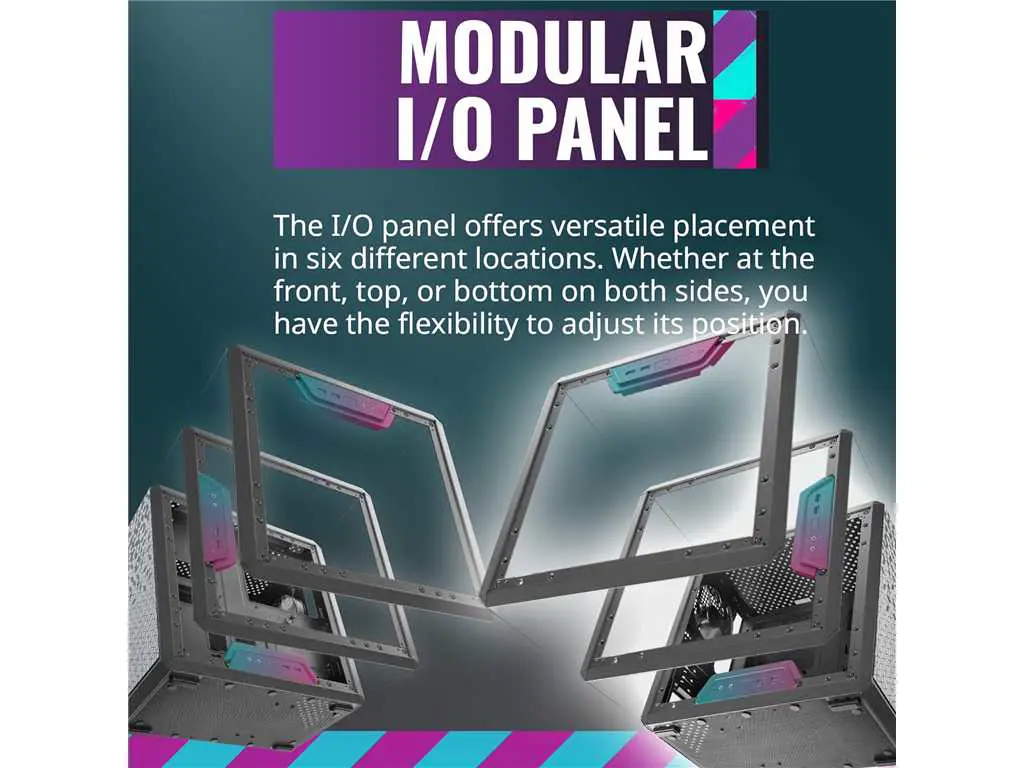 MODULAR
I/O PANEL
The I/O panel offers versatile placement
in six different locations. Whether at the
front, top, or bottom on both sides, you
have the flexibility to adjust its position.